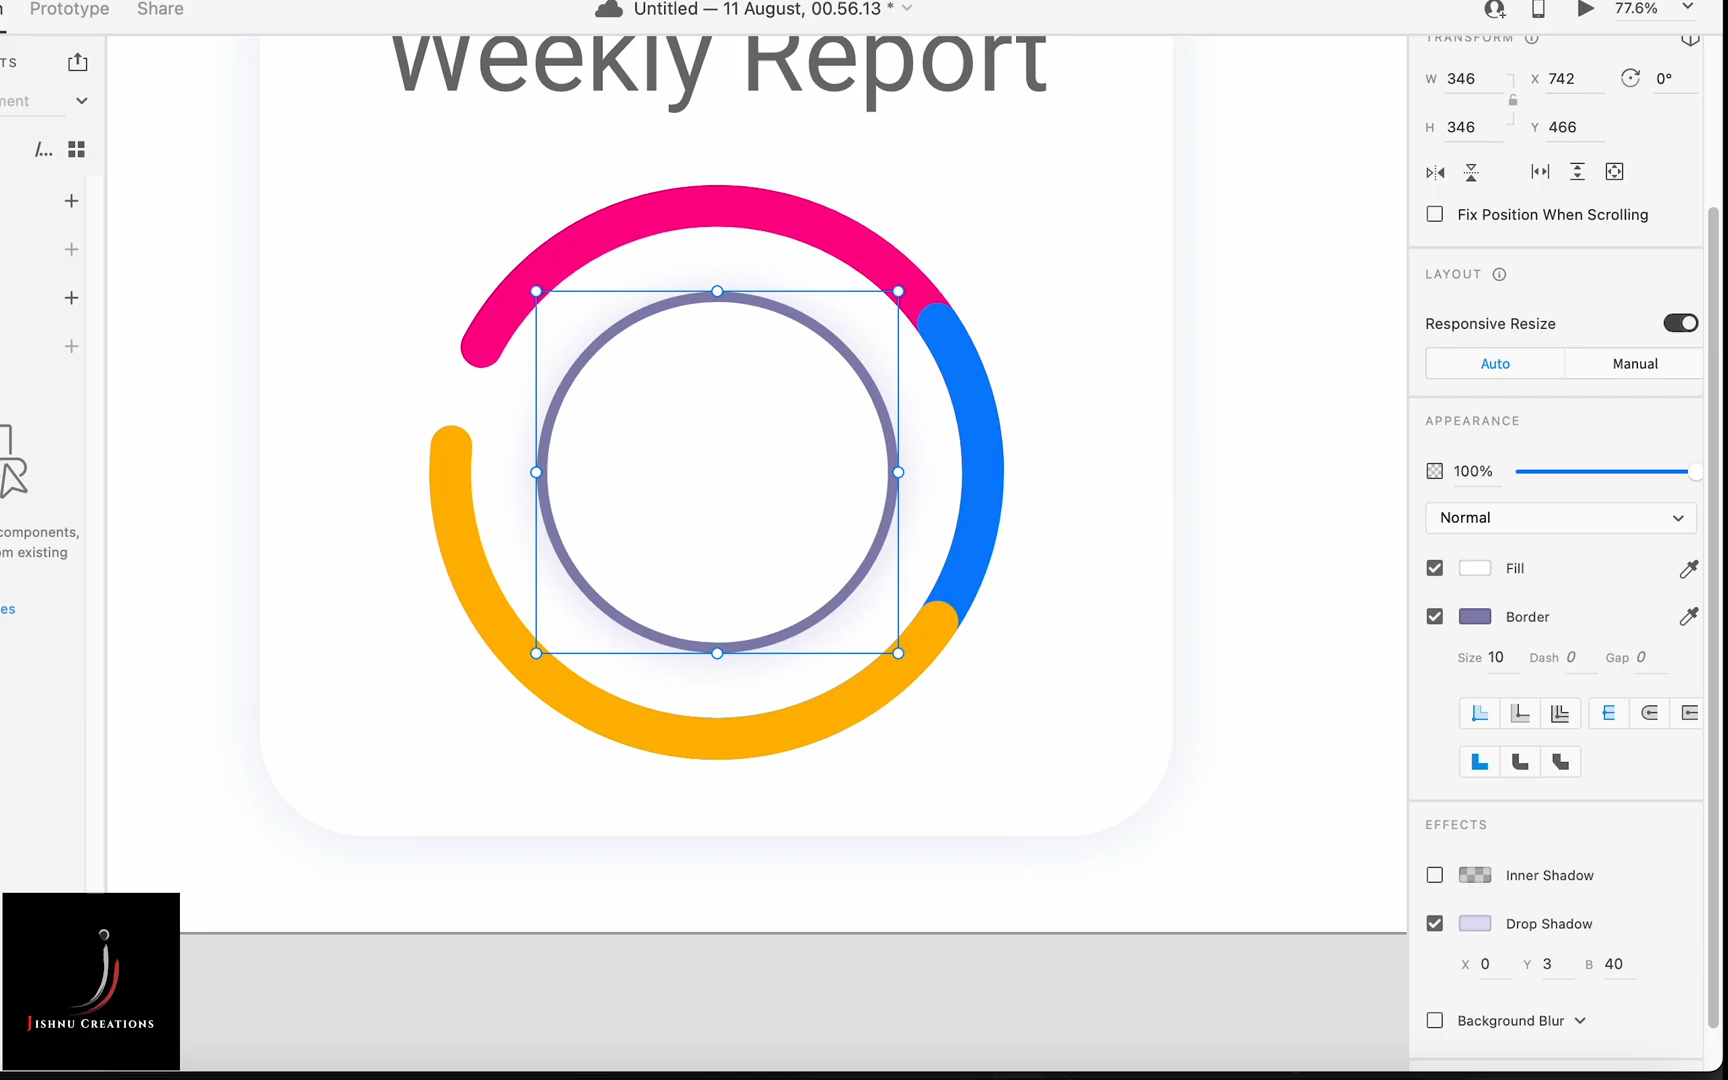 Prototype
Share
Untitled — 11 August, 00.56.13 *
77.6%
TS
ment
/...
components,
om existing
es
Weekly Report
TRANSFORM
W 346
X 742
0°
H 346
Y 466
Fix Position When Scrolling
LAYOUT
Responsive Resize
Auto
Manual
APPEARANCE
100%
Normal
Fill
Border
Size 10
Dash 0
Gap 0
EFFECTS
Inner Shadow
Drop Shadow
X 0
Y 3
B 40
Background Blur
JISHNU CREATIONS